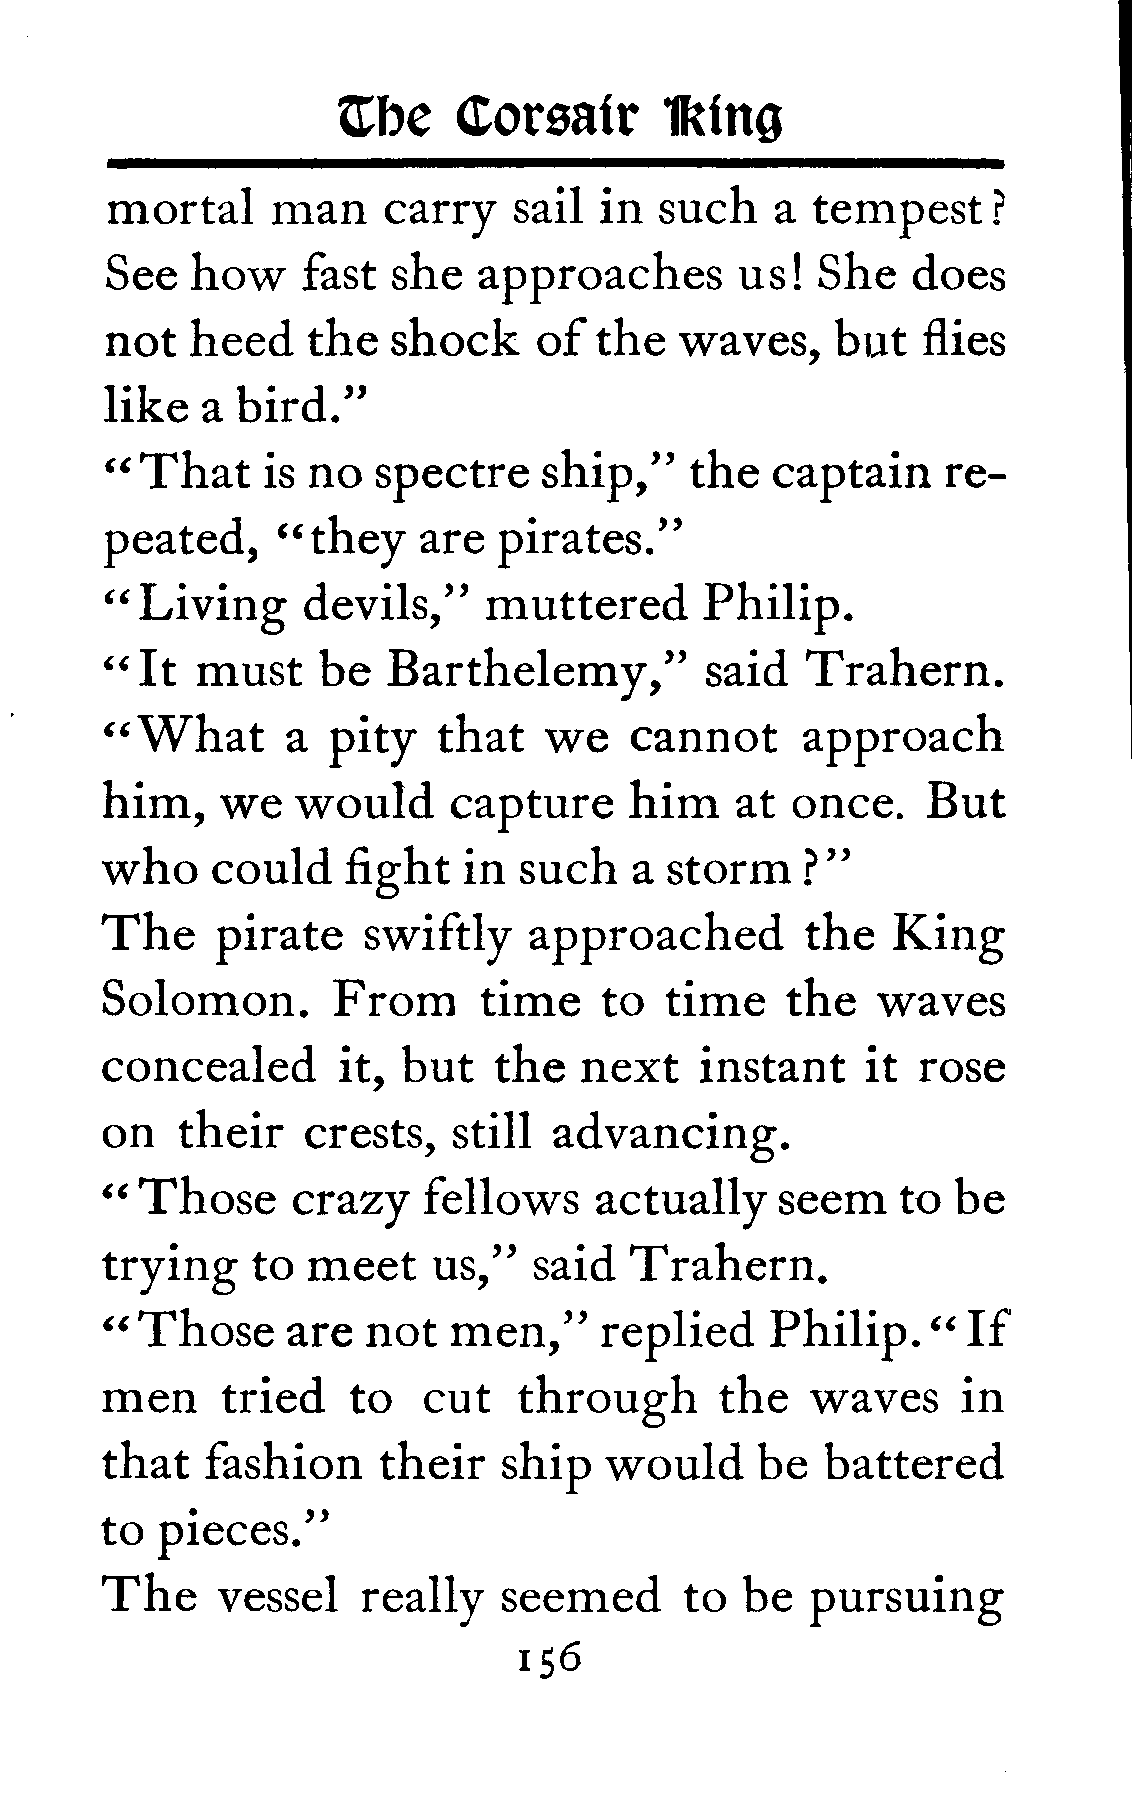 The Corsair King
mortal man carry sail in such a tempest?
See how fast she approaches us! She does
not heed the shock of the waves, but flies
like a bird."
"That is no spectre ship," the captain re-
peated, "they are pirates."
"Living devils," muttered Philip.
"It must be Barthelemy," said Trahern.
"What a pity that we cannot approach
him, we would capture him at once. But
who could fight in such a storm?"
The pirate swiftly approached the King
Solomon. From time to time the waves
concealed it, but the next instant it rose
on their crests, still advancing.
"Those crazy fellows actually seem to be
trying to meet us," said Trahern.
"Those are not men," replied Philip. "If
men tried to cut through the waves in
that fashion their ship would be battered
to pieces."
The vessel really seemed to be pursuing
156